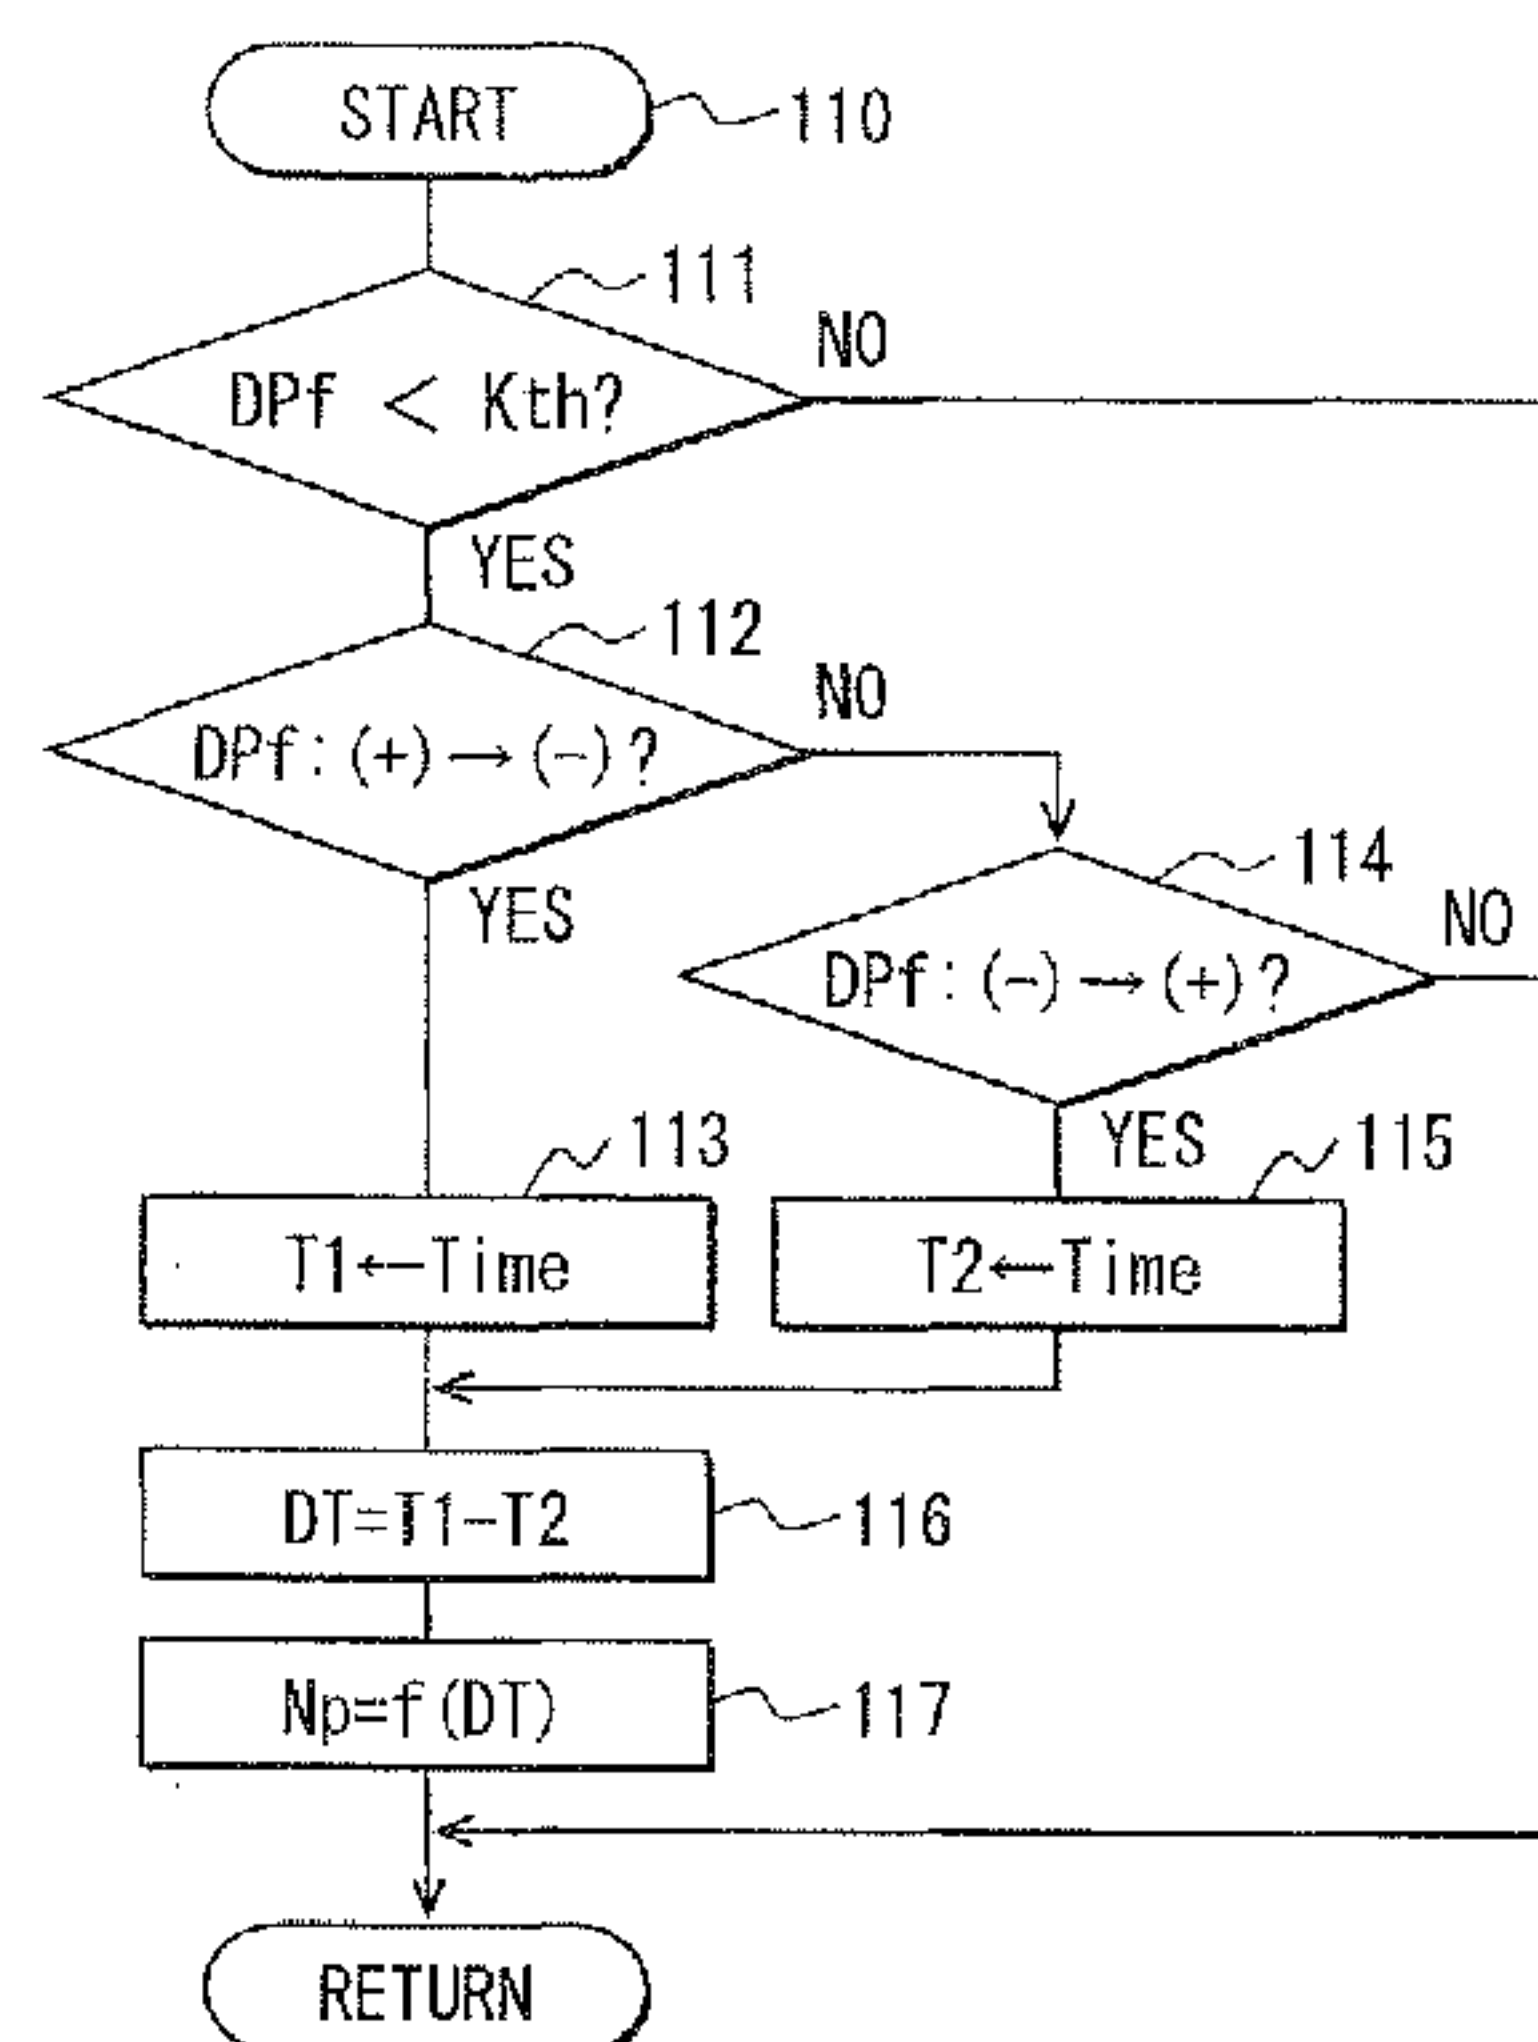 START
110
111
NO
DPf < Kth?
YES
112
NO
DPf:(+)→(-)?
YES
114
NO
DPf:(-)→(+)?
YES
113
115
T1←Time
T2←Time
DT=T1-T2
116
Np=f(DT)
117
RETURN